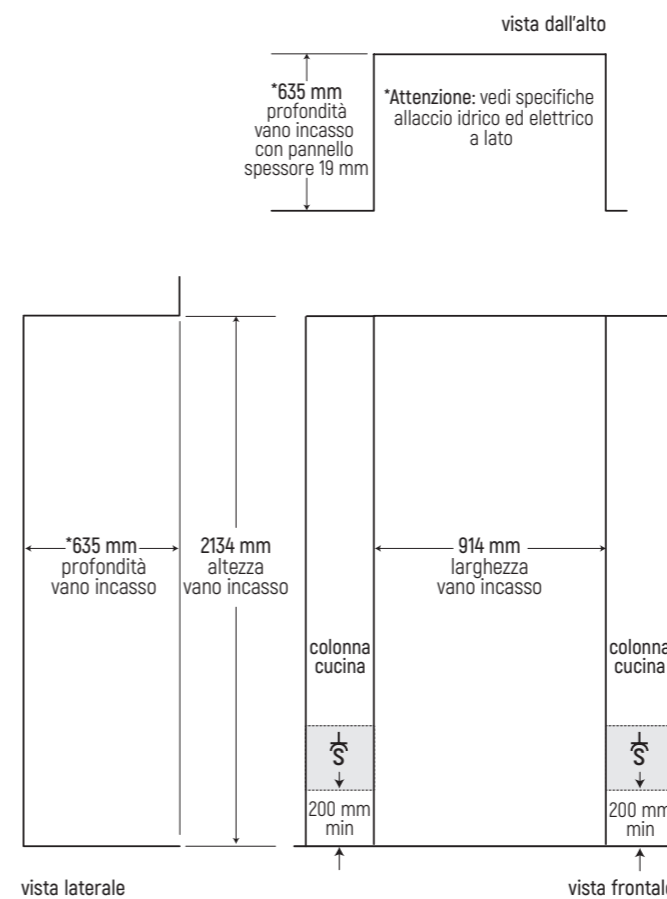 vista dall'alto
*635 mm
profondità
vano incasso
con pannello
spessore 19 mm
*Attenzione: vedi specifiche
allaccio idrico ed elettrico
a lato
*635 mm
profondità
vano incasso
2134 mm
altezza
vano incasso
914 mm
larghezza
vano incasso
colonna
cucina
S
200 mm
min
colonna
cucina
S
200 mm
min
vista laterale
vista frontale